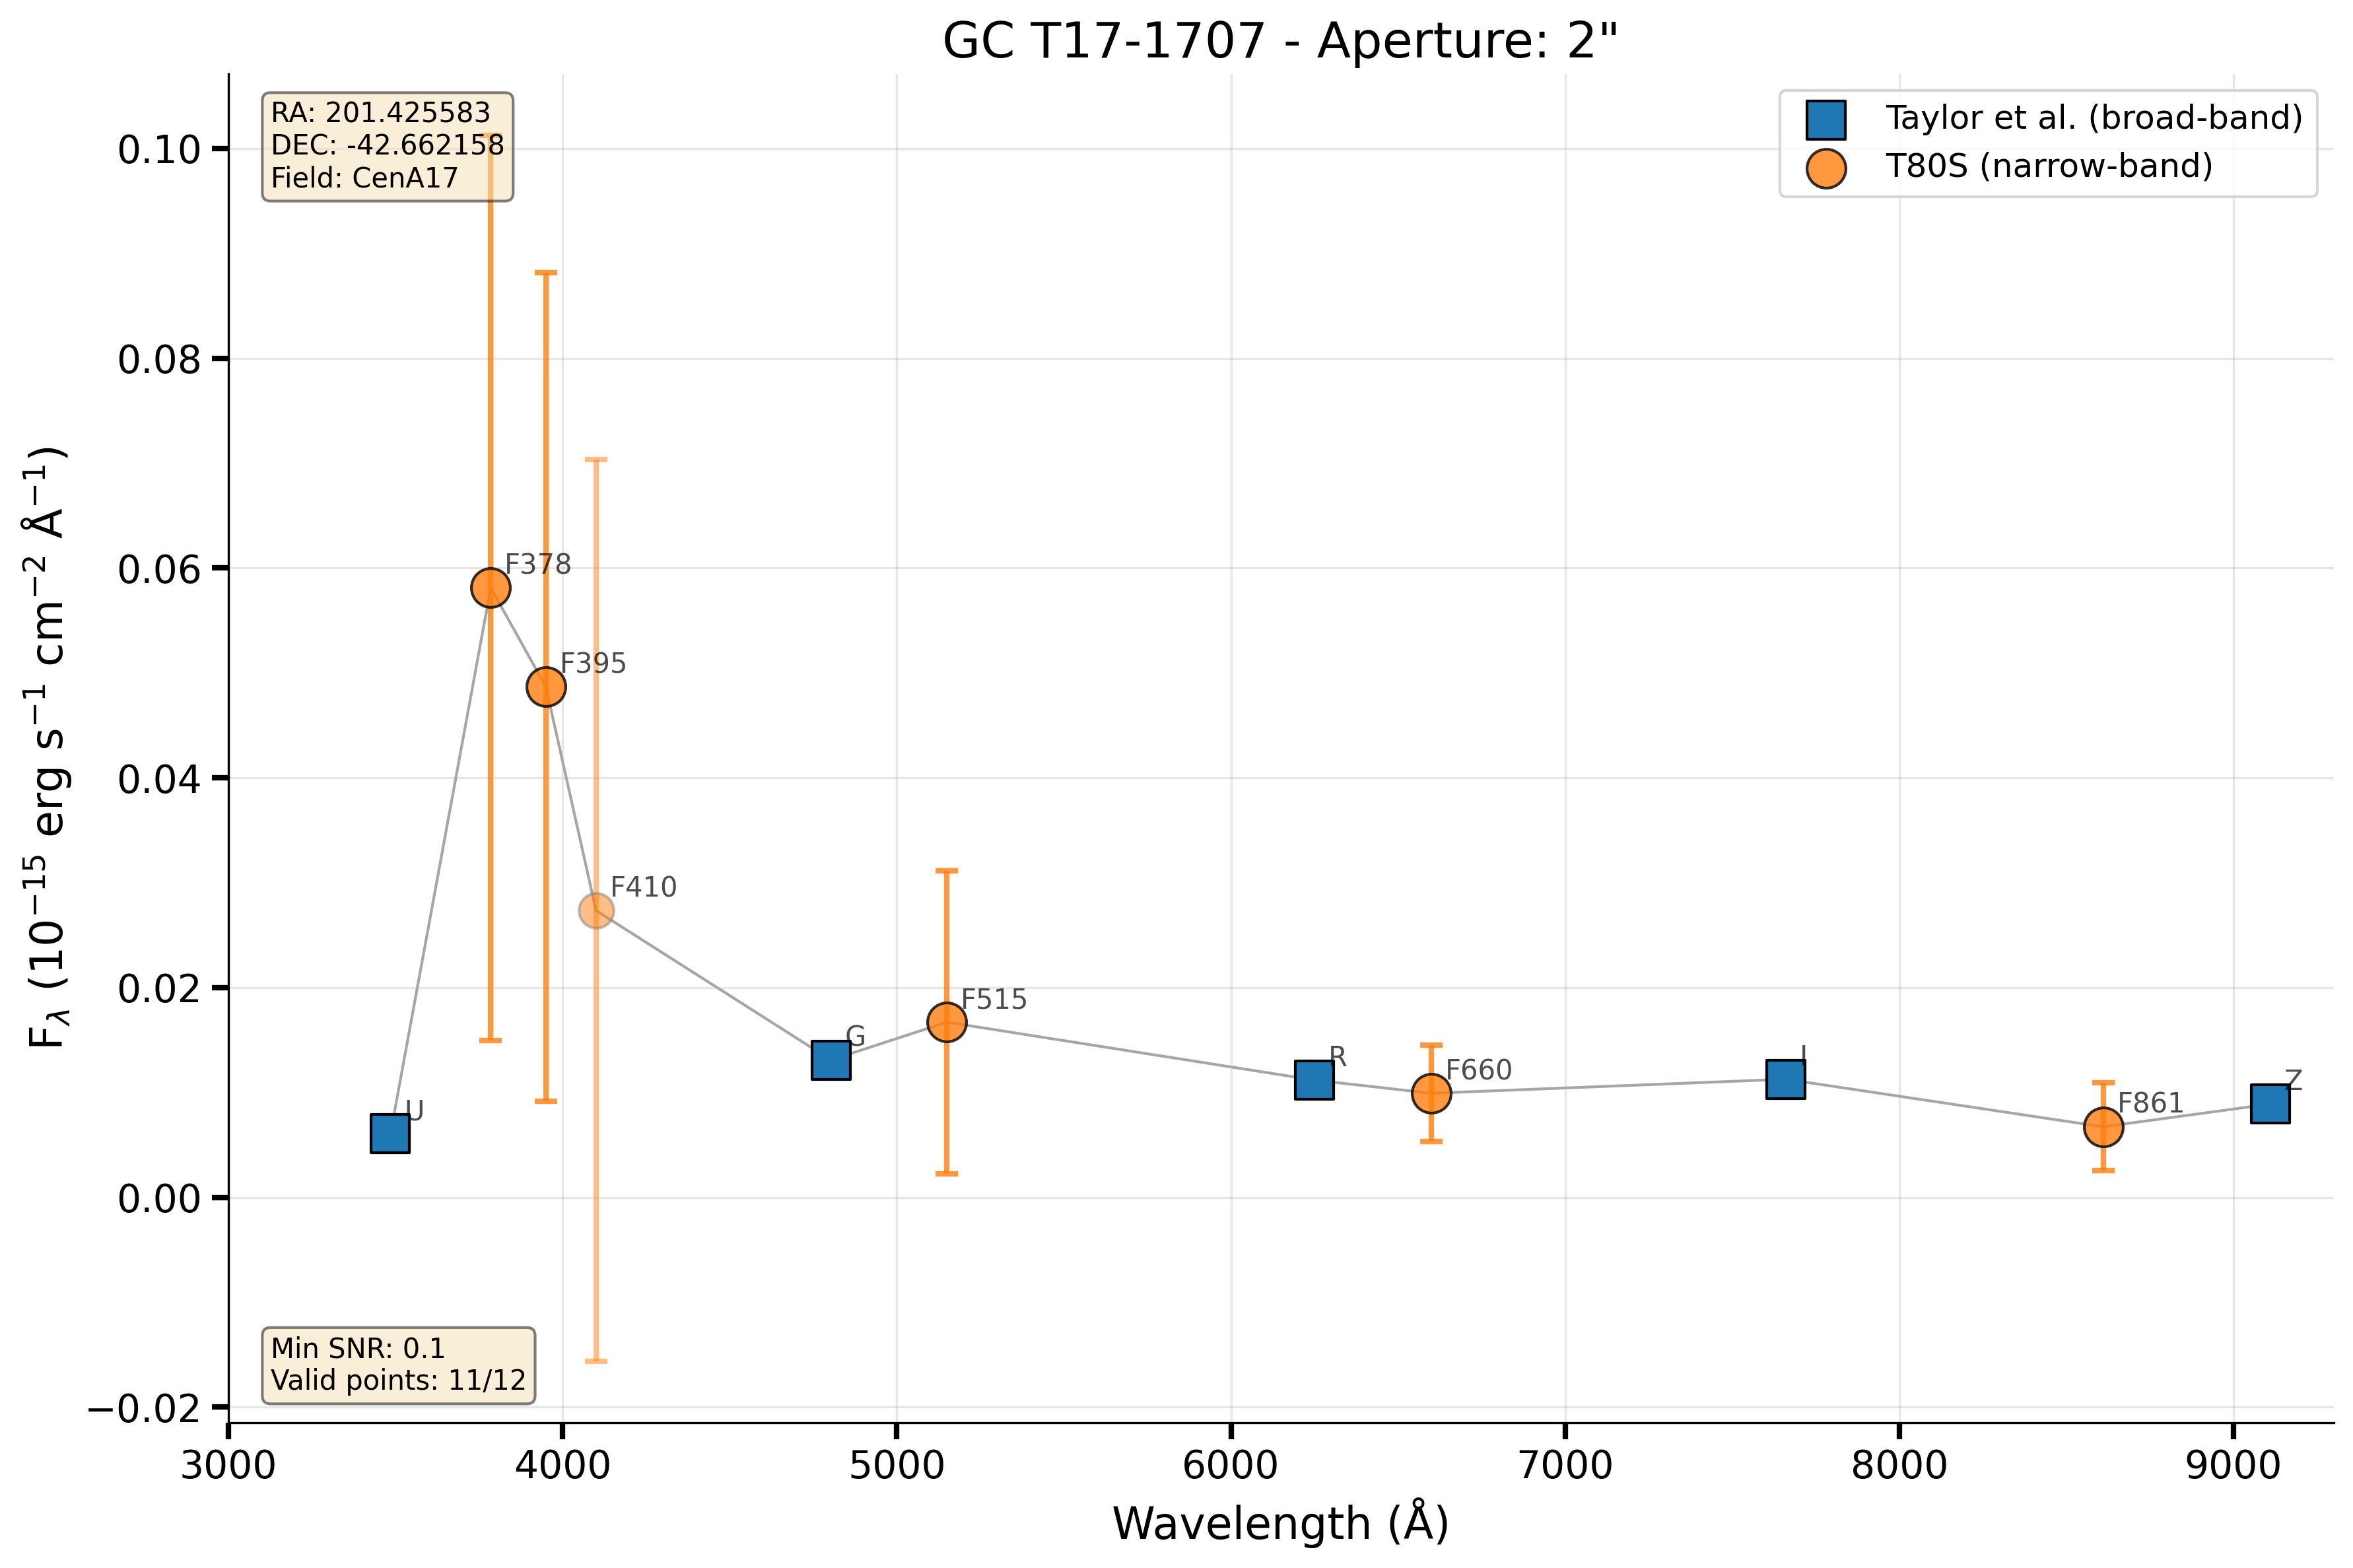 GC T17-1707 - Aperture: 2"
RA: 201.425583
DEC: -42.662158
Field: CenA17
Taylor et al. (broad-band)
T80S (narrow-band)
0.10
0.08
0.06
0.04
0.02
0.00
−0.02
F378
F395
F410
F515
G
R
F660
I
F861
Z
U
Min SNR: 0.1
Valid points: 11/12
3000 4000 5000 6000 7000 8000 9000
Wavelength (Å)
Fλ (10⁻¹⁵ erg s⁻¹ cm⁻² Å⁻¹)